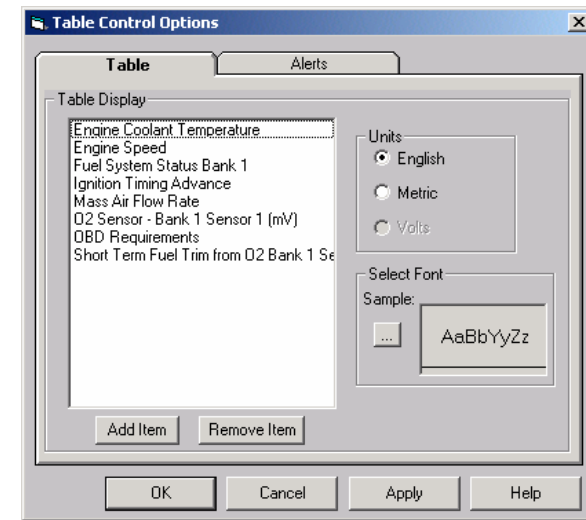 Table Control Options
Table
Alerts
Table Display
Engine Coolant Temperature
Engine Speed
Fuel System Status Bank 1
Ignition Timing Advance
Mass Air Flow Rate
O2 Sensor - Bank 1 Sensor 1 (mV)
OBD Requirements
Short Term Fuel Trim from O2 Bank 1 Se
Units
English
Metric
Volts
Select Font
Sample:
...
AaBbYyZz
Add Item
Remove Item
OK
Cancel
Apply
Help